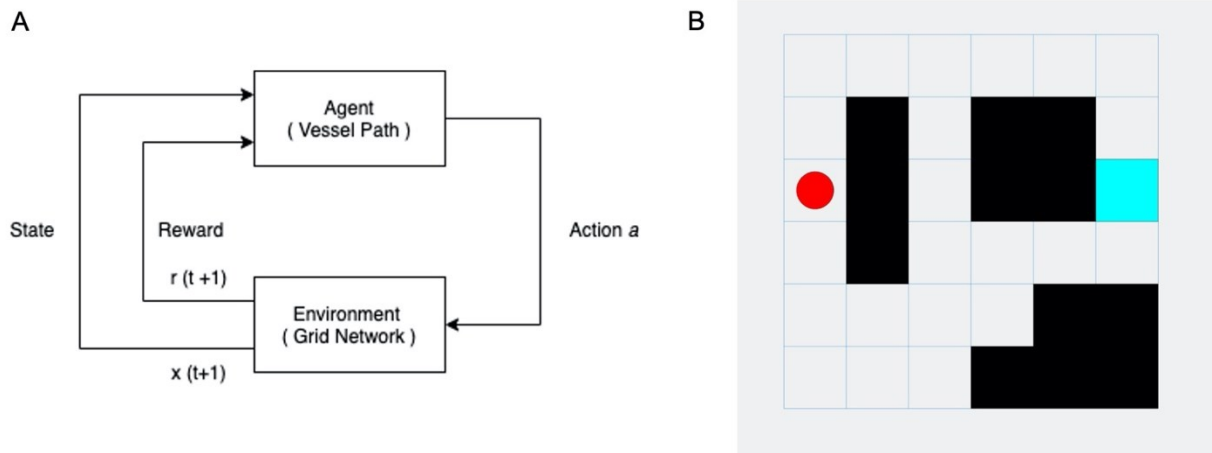 A
B
Agent
( Vessel Path )
State
Reward
Action a
r (t +1)
Environment
( Grid Network )
x (t+1)